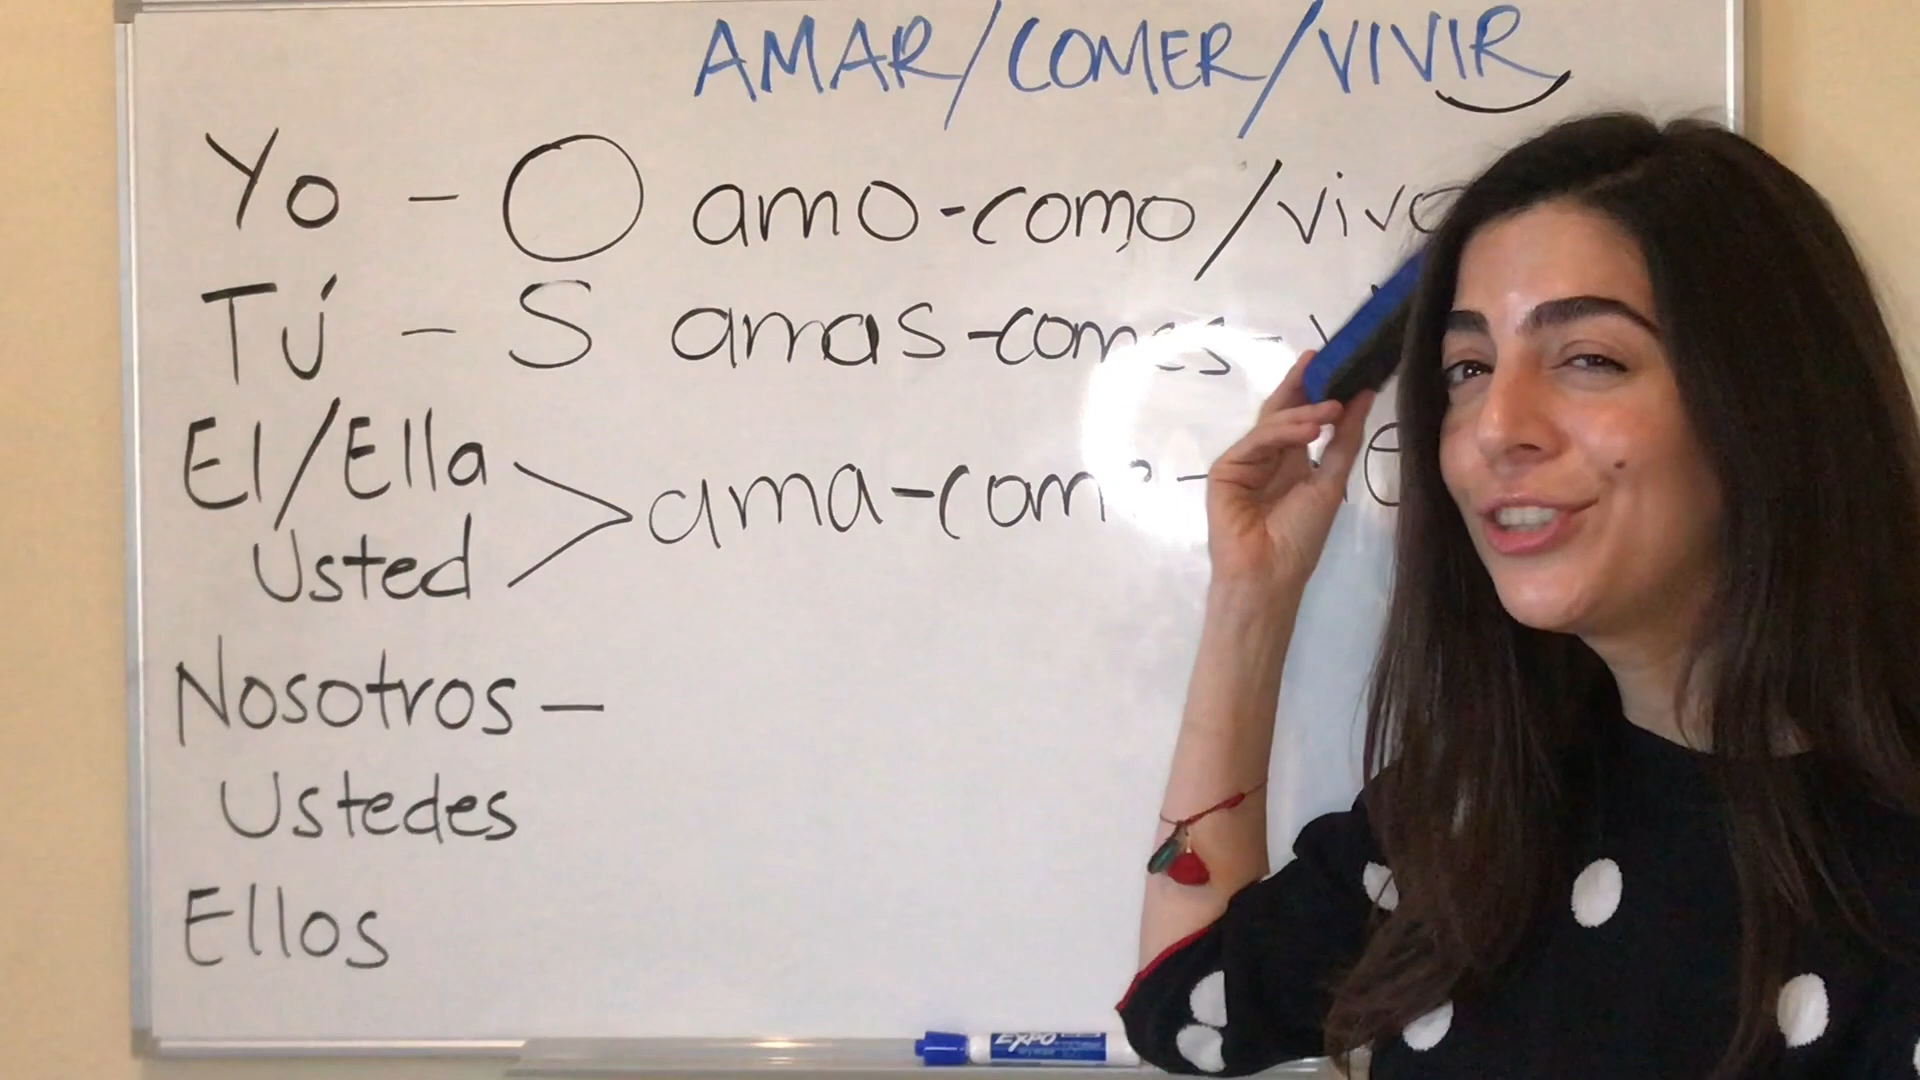 AMAR/COMER/VIVIR
Yo - O amo-como/vivo
Tú - S amas-comes-
El/Ella
Usted
ama-com
Nosotros -
Ustedes
Ellos
EXPO